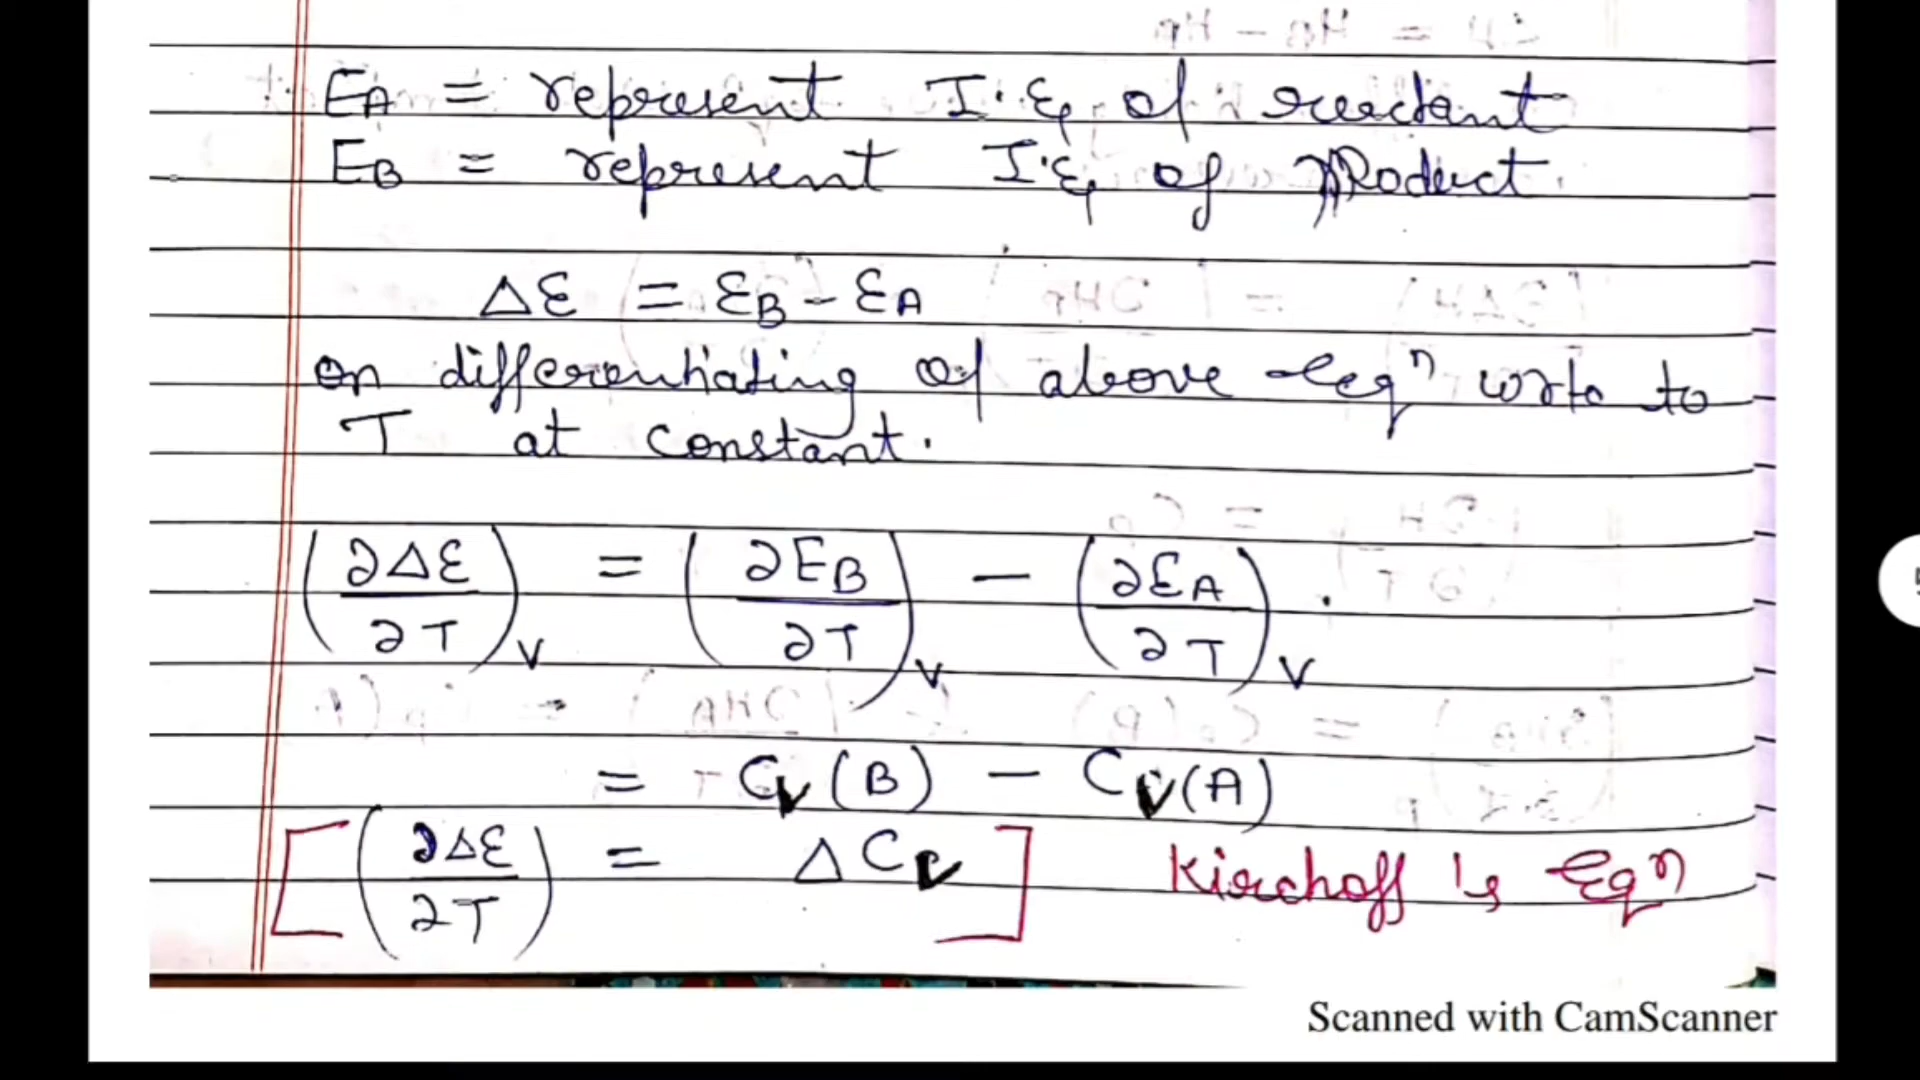 EA = represent I.E of reactant
EB = represent I.E of Product.
ΔE = EB - EA
on differentiating of above eqⁿ wrto to
T at constant.
(∂ΔE/∂T)V = (∂EB/∂T)V - (∂EA/∂T)V.
= CV(B) - CV(A)
[(∂ΔE/∂T) = ΔCV] Kirchoff's Eqⁿ
Scanned with CamScanner